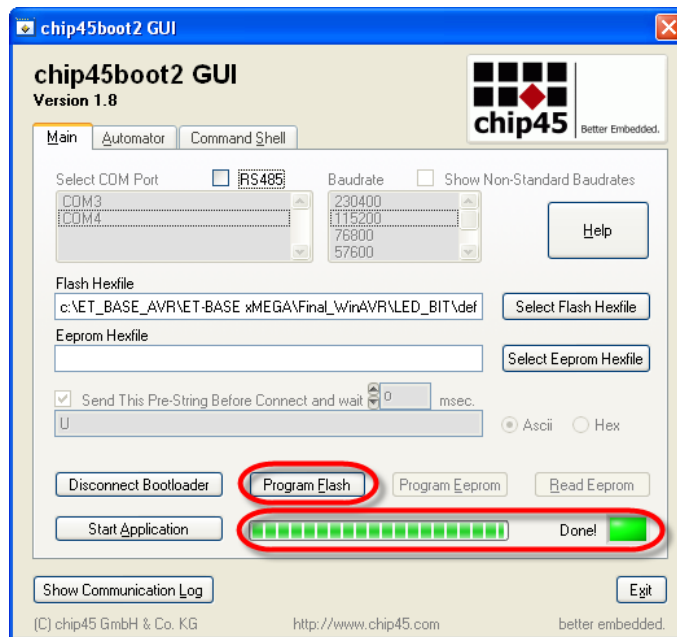 chip45boot2 GUI
chip45boot2 GUI
Version 1.8
chip45 Better Embedded.
Main Automator Command Shell
Select COM Port RS485 Baudrate Show Non-Standard Baudrates
COM3 230400
COM4 115200
76800
57600
Help
Flash Hexfile
c:\ET_BASE_AVR\ET-BASE xMEGA\Final_WinAVR\LED_BIT\def Select Flash Hexfile
Eeprom Hexfile
Select Eeprom Hexfile
Send This Pre-String Before Connect and wait 0 msec.
U Ascii Hex
Disconnect Bootloader Program Flash Program Eeprom Read Eeprom
Start Application Done!
Show Communication Log Exit
(C) chip45 GmbH & Co. KG http://www.chip45.com better embedded.